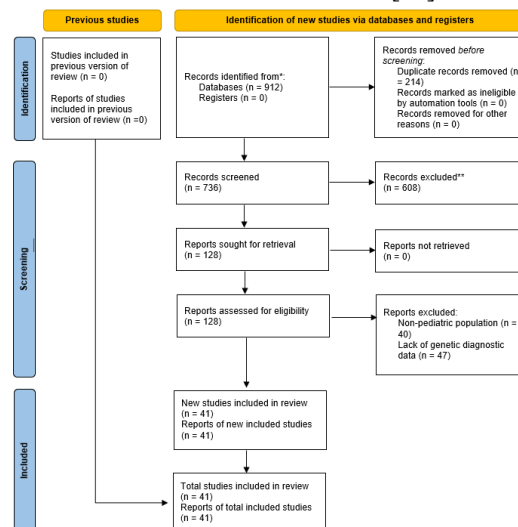 Previous studies
Identification of new studies via databases and registers
Identification
Studies included in
previous version of
review (n = 0)
Reports of studies
included in previous
version of review (n =0)
Records identified from*:
Databases (n = 912)
Registers (n = 0)
Records removed before
screening:
Duplicate records removed (n
= 214)
Records marked as ineligible
by automation tools (n = 0)
Records removed for other
reasons (n = 0)
Screening
Records screened
(n = 736)
Records excluded**
(n = 608)
Reports sought for retrieval
(n = 128)
Reports not retrieved
(n = 0)
Reports assessed for eligibility
(n = 128)
Reports excluded:
Non-pediatric population (n =
40)
Lack of genetic diagnostic
data (n = 47)
Included
New studies included in review
(n = 41)
Reports of new included studies
(n = 41)
Total studies included in review
(n = 41)
Reports of total included studies
(n = 41)